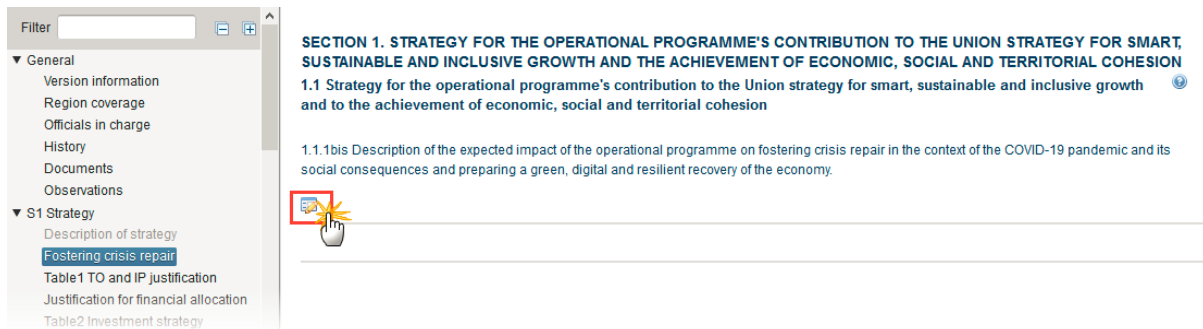 Filter
General
Version information
Region coverage
Officials in charge
History
Documents
Observations
S1 Strategy
Description of strategy
Fostering crisis repair
Table1 TO and IP justification
Justification for financial allocation
Table2 Investment strategy
SECTION 1. STRATEGY FOR THE OPERATIONAL PROGRAMME'S CONTRIBUTION TO THE UNION STRATEGY FOR SMART,
SUSTAINABLE AND INCLUSIVE GROWTH AND THE ACHIEVEMENT OF ECONOMIC, SOCIAL AND TERRITORIAL COHESION
1.1 Strategy for the operational programme's contribution to the Union strategy for smart, sustainable and inclusive growth
and to the achievement of economic, social and territorial cohesion
1.1.1bis Description of the expected impact of the operational programme on fostering crisis repair in the context of the COVID-19 pandemic and its
social consequences and preparing a green, digital and resilient recovery of the economy.